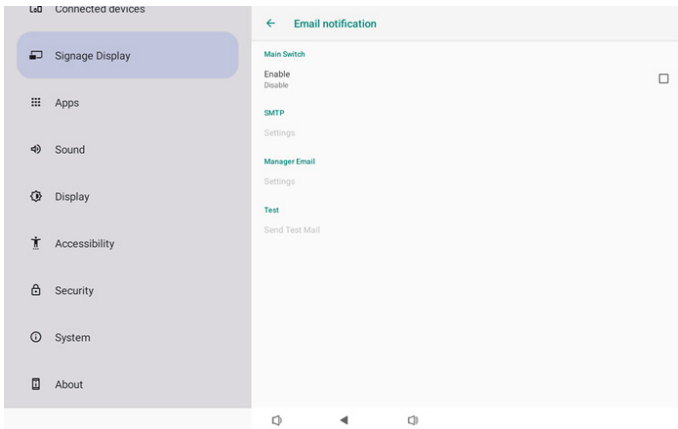 Connected devices
Signage Display
Apps
Sound
Display
Accessibility
Security
System
About
Email notification
Main Switch
Enable
Disable
SMTP
Settings
Manager Email
Settings
Test
Send Test Mail